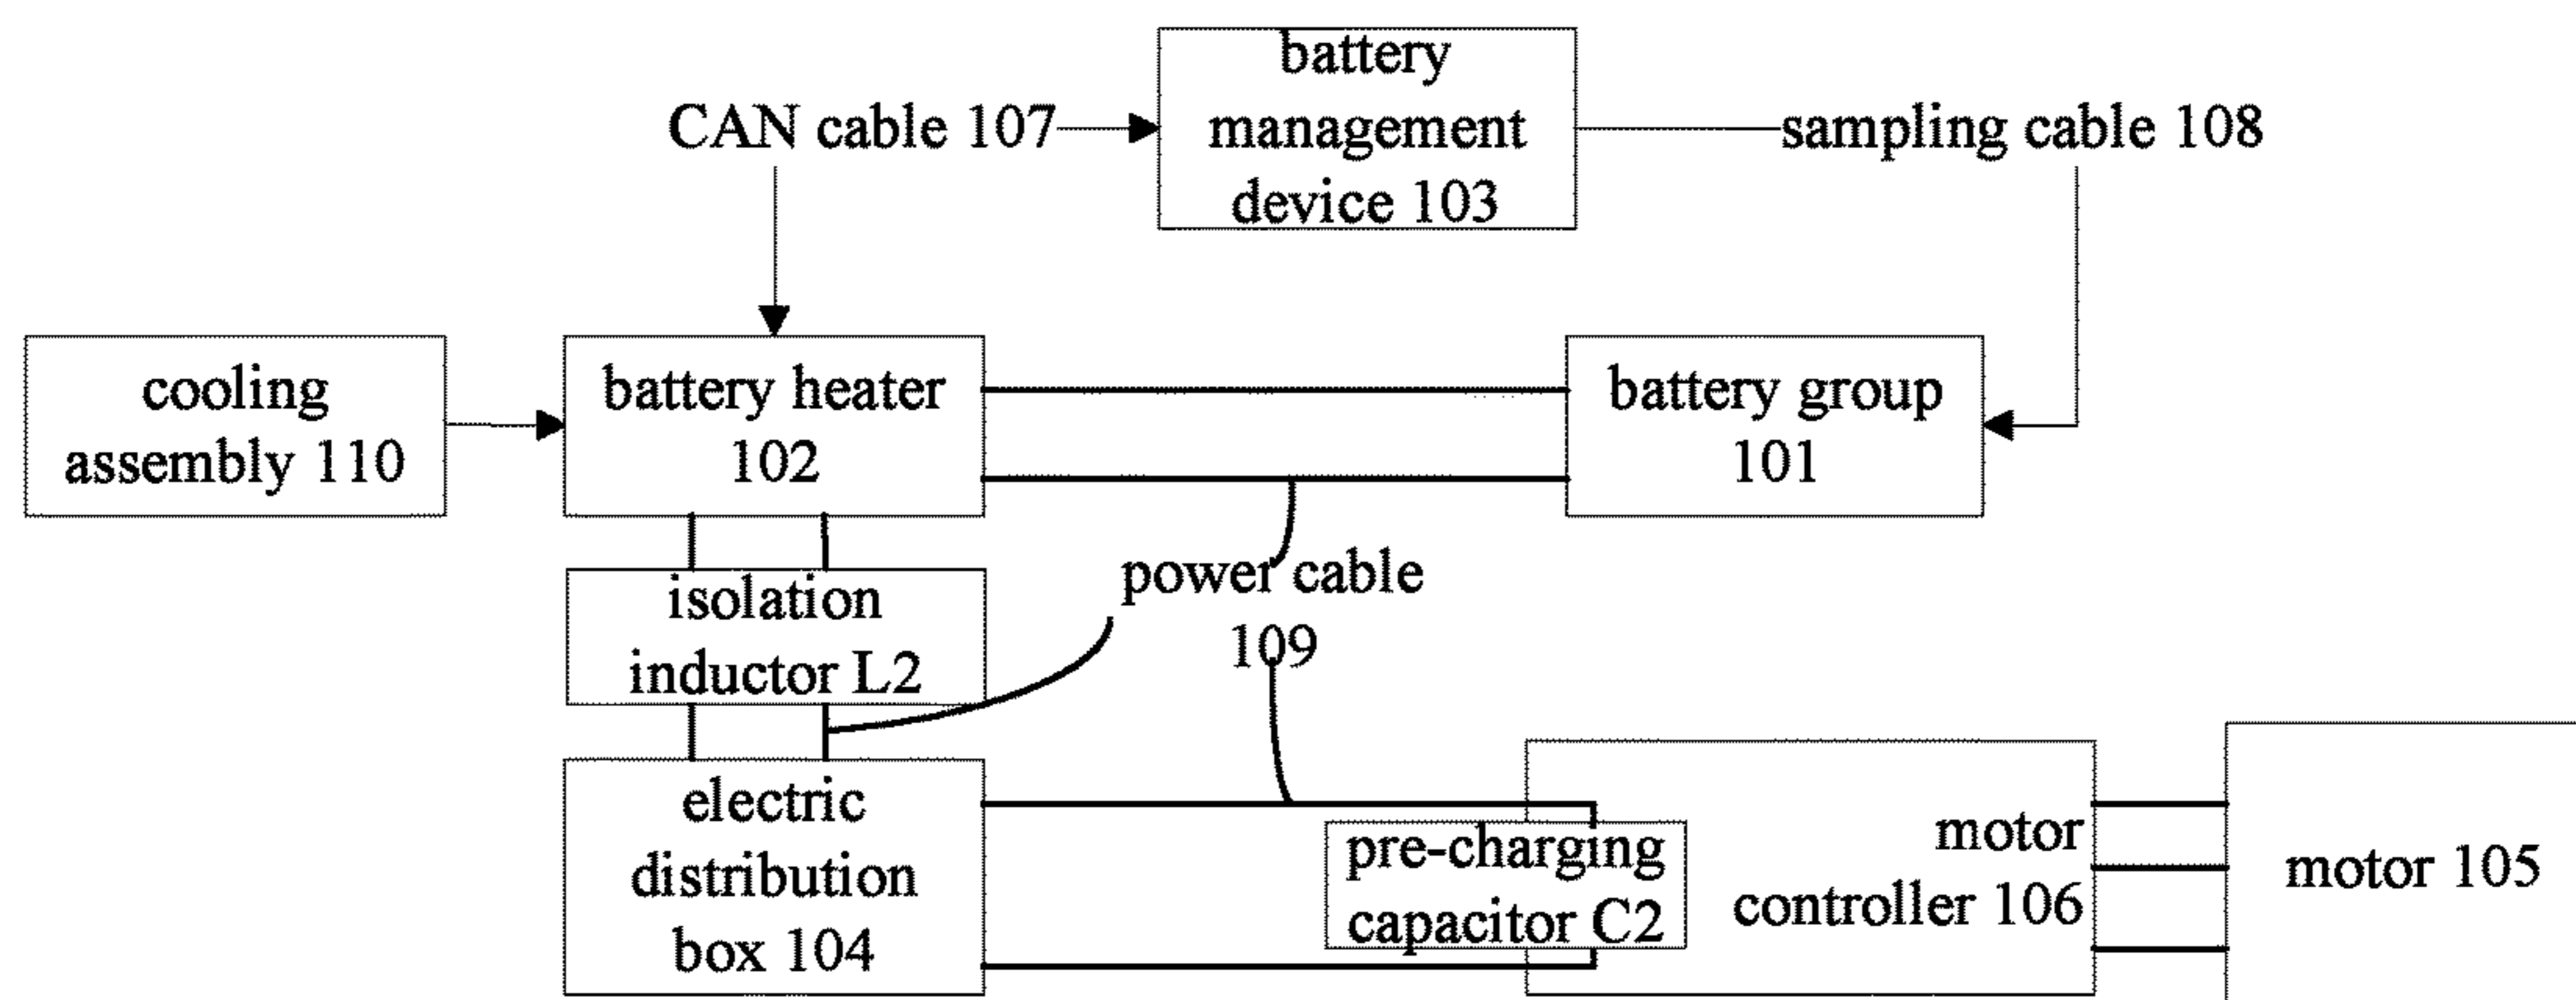 battery
management
device 103
CAN cable 107
sampling cable 108
cooling
assembly 110
battery heater
102
battery group
101
isolation
inductor L2
power cable
109
electric
distribution
box 104
pre-charging
capacitor C2
motor
controller 106
motor 105